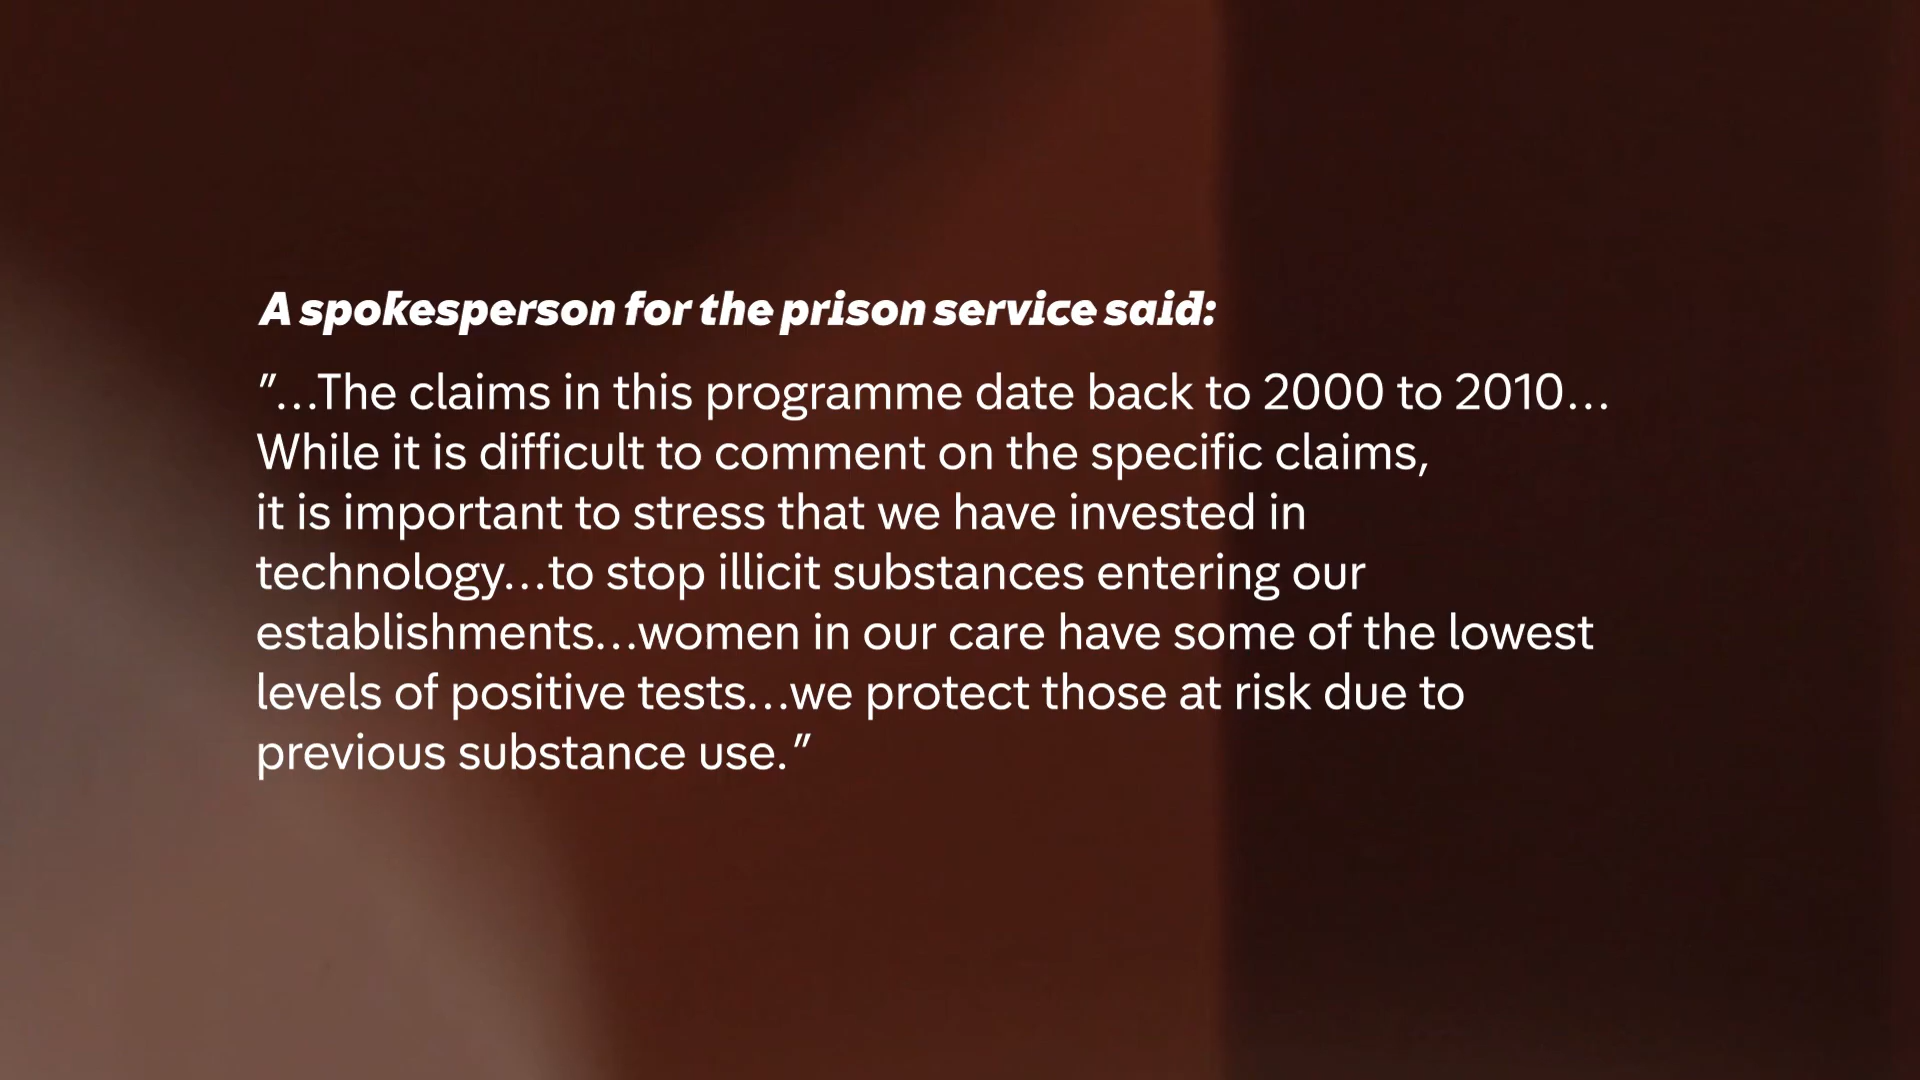 A spokesperson for the prison service said:
"...The claims in this programme date back to 2000 to 2010...
While it is difficult to comment on the specific claims,
it is important to stress that we have invested in
technology...to stop illicit substances entering our
establishments...women in our care have some of the lowest
levels of positive tests...we protect those at risk due to
previous substance use."